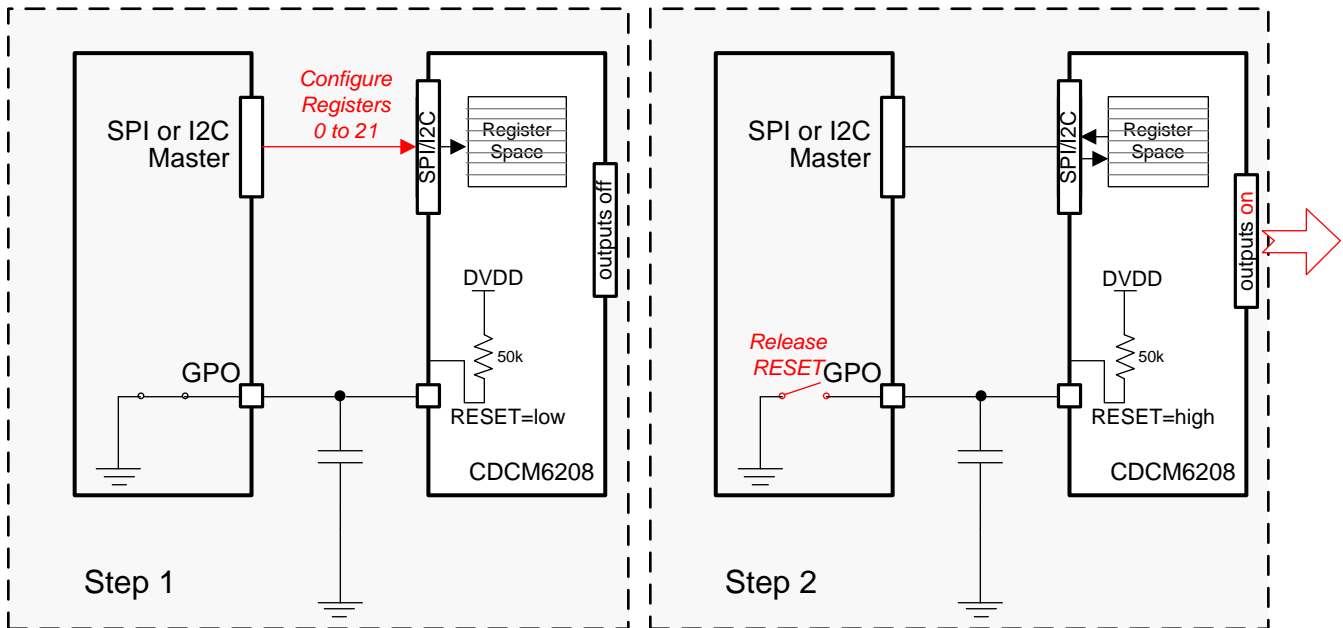 Configure
Registers
0 to 21
SPI or I2C
Master
SPI/I2C
Register
Space
outputs off
DVDD
50k
GPO
RESET=low
CDCM6208
Step 1
SPI or I2C
Master
SPI/I2C
Register
Space
outputs on
DVDD
50k
Release
RESET
GPO
RESET=high
CDCM6208
Step 2